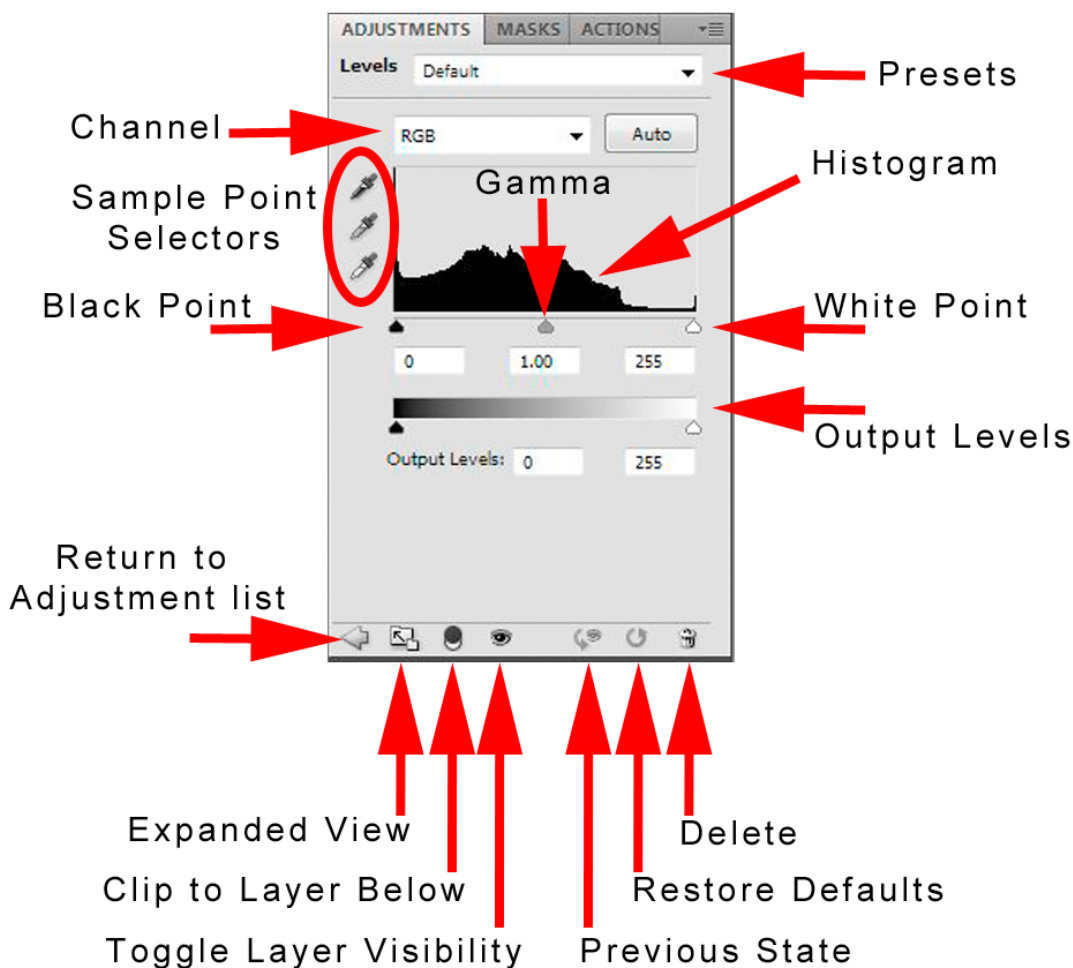 ADJUSTMENTS MASKS ACTIONS
Levels Default
Presets
Channel
RGB
Auto
Sample Point
Selectors
Gamma
Histogram
Black Point
White Point
0 1.00 255
Output Levels
Output Levels: 0 255
Return to
Adjustment list
Expanded View
Delete
Clip to Layer Below
Restore Defaults
Toggle Layer Visibility
Previous State